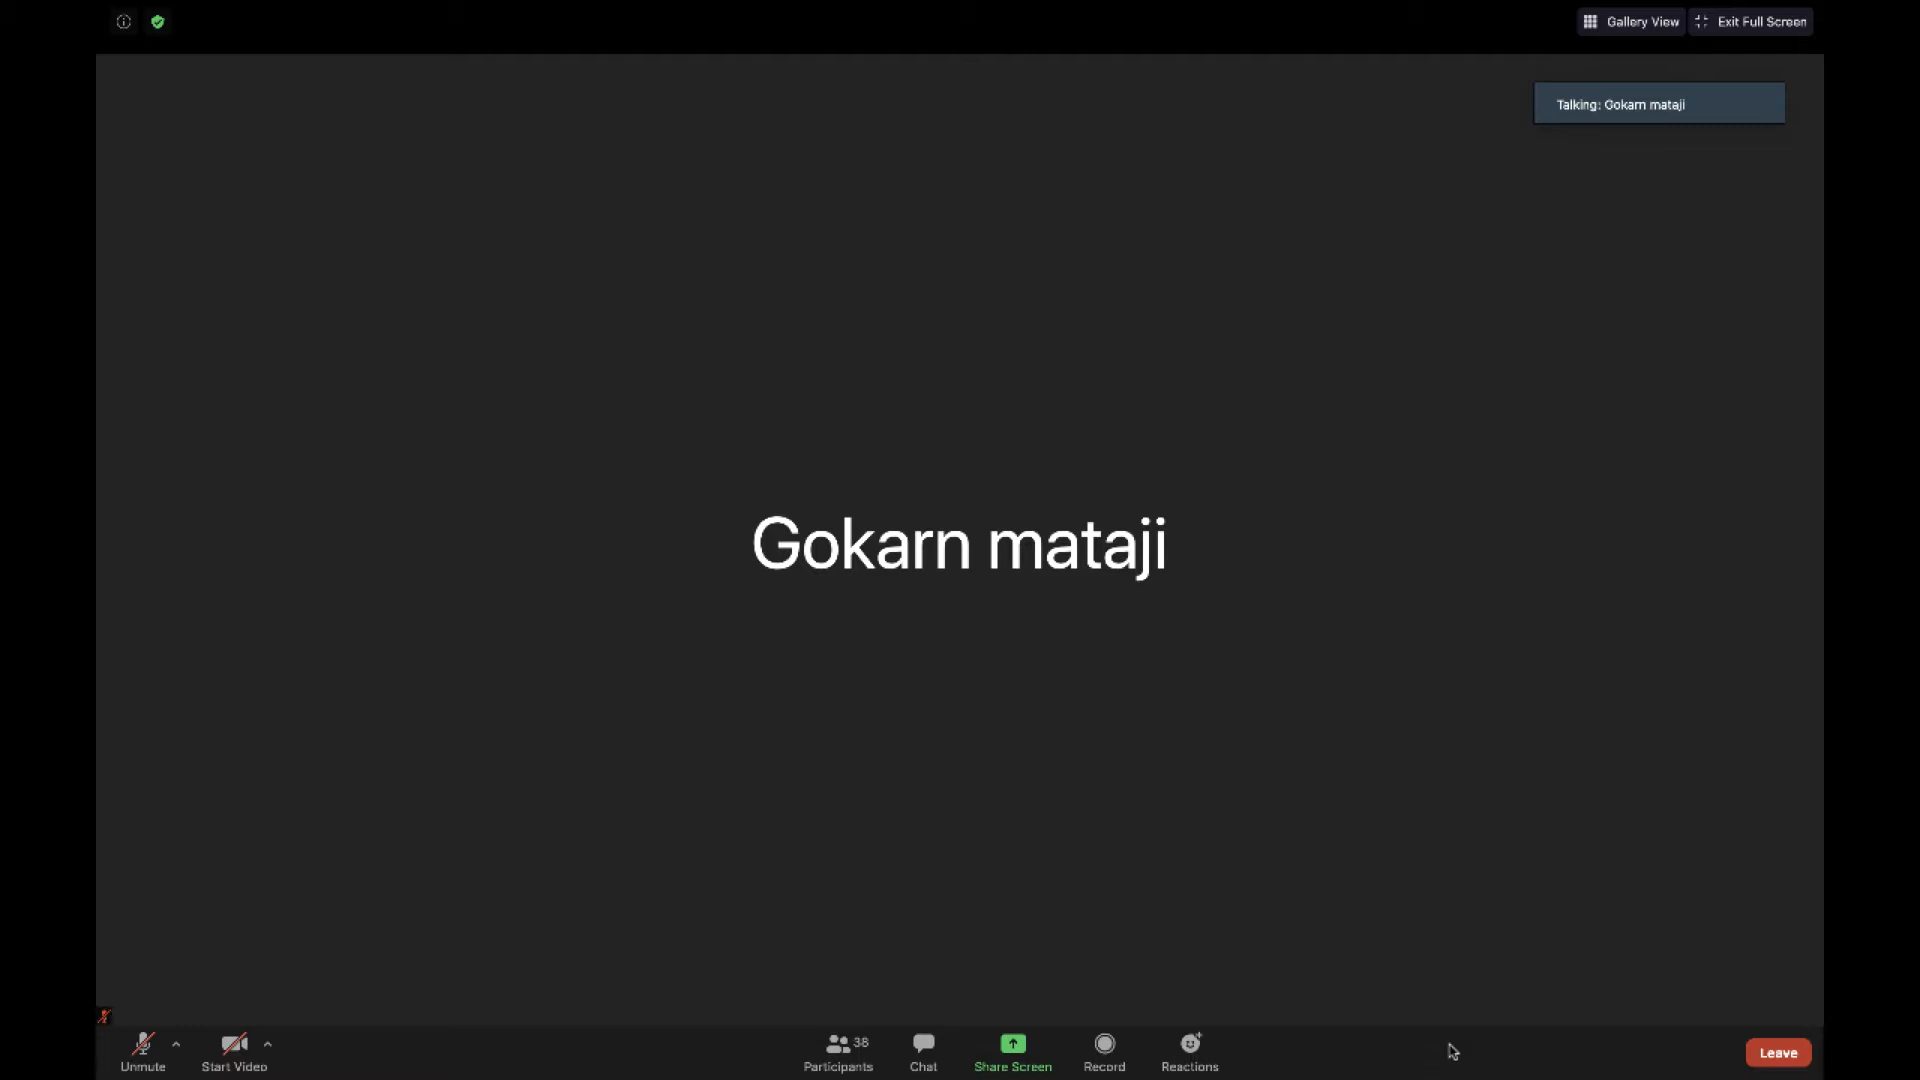 Gallery View
Exit Full Screen
Talking: Gokarn mataji
Gokarn mataji
Unmute
Start Video
38
Participants
Chat
Share Screen
Record
Reactions
Leave